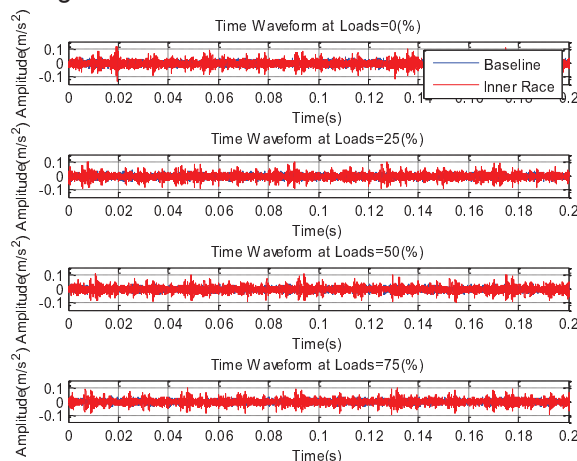 Time Waveform at Loads=0(%)
Amplitude(m/s²)
0.1
0
-0.1
Baseline
Inner Race
0 0.02 0.04 0.06 0.08 0.1 0.12 0.14 0.16 0.18 0.2
Time(s)
Time Waveform at Loads=25(%)
Amplitude(m/s²)
0.1
0
-0.1
0 0.02 0.04 0.06 0.08 0.1 0.12 0.14 0.16 0.18 0.2
Time(s)
Time Waveform at Loads=50(%)
Amplitude(m/s²)
0.1
0
-0.1
0 0.02 0.04 0.06 0.08 0.1 0.12 0.14 0.16 0.18 0.2
Time(s)
Time Waveform at Loads=75(%)
Amplitude(m/s²)
0.1
0
-0.1
0 0.02 0.04 0.06 0.08 0.1 0.12 0.14 0.16 0.18 0.2
Time(s)